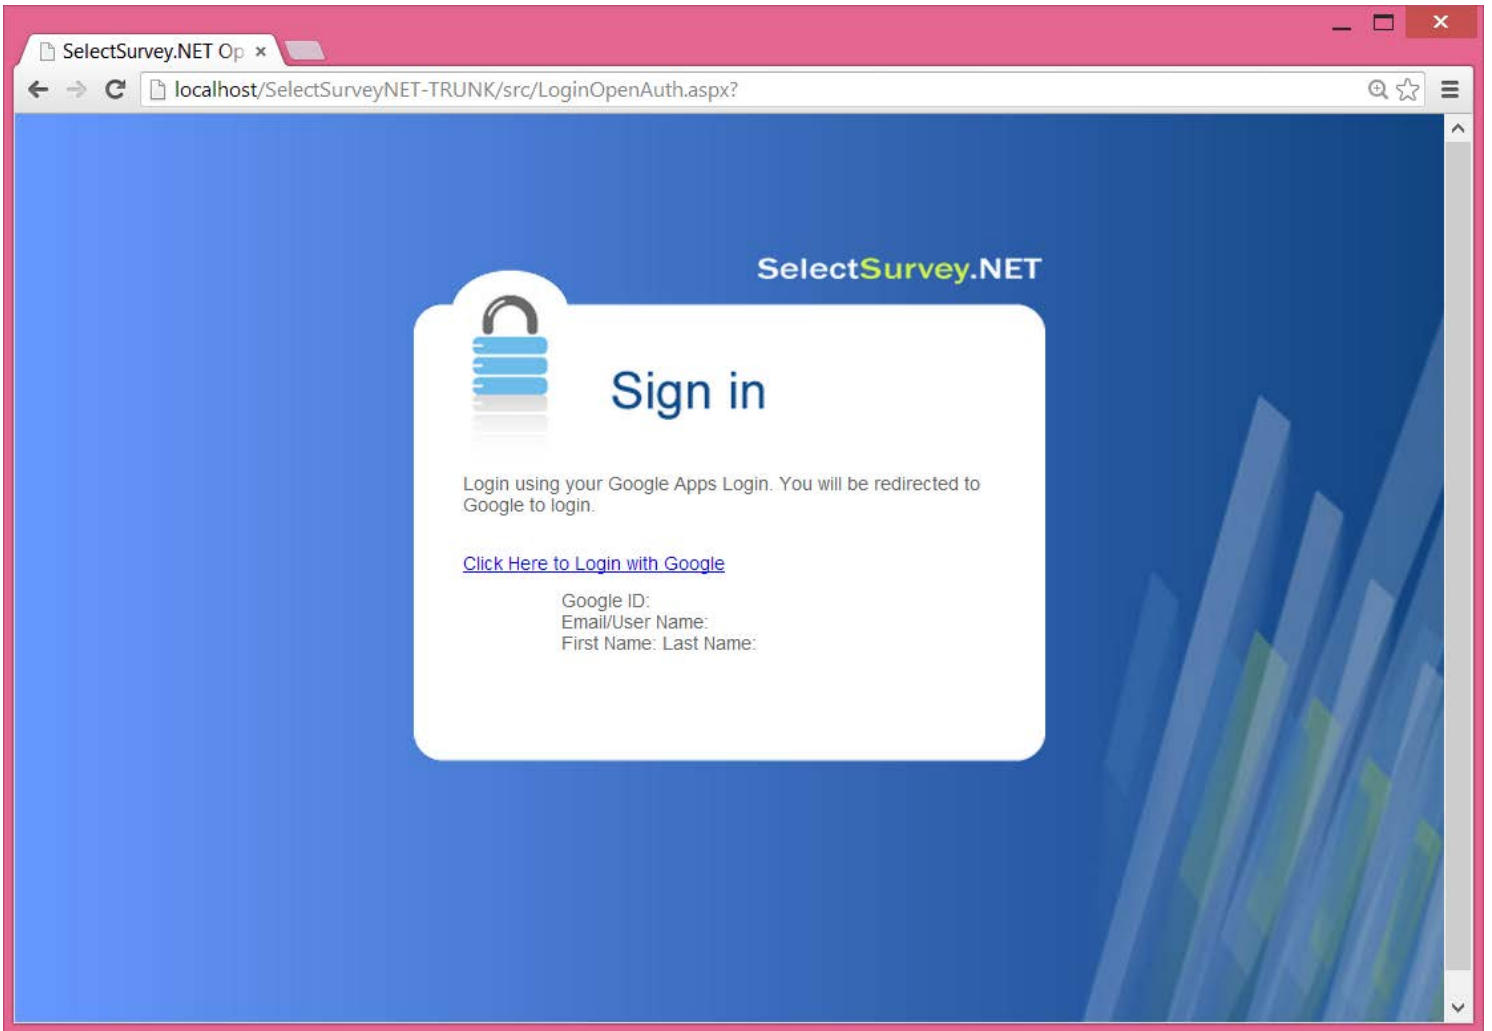 SelectSurvey.NET Op
localhost/SelectSurveyNET-TRUNK/src/LoginOpenAuth.aspx?
SelectSurvey.NET
Sign in
Login using your Google Apps Login. You will be redirected to
Google to login.
Click Here to Login with Google
Google ID:
Email/User Name:
First Name: Last Name: